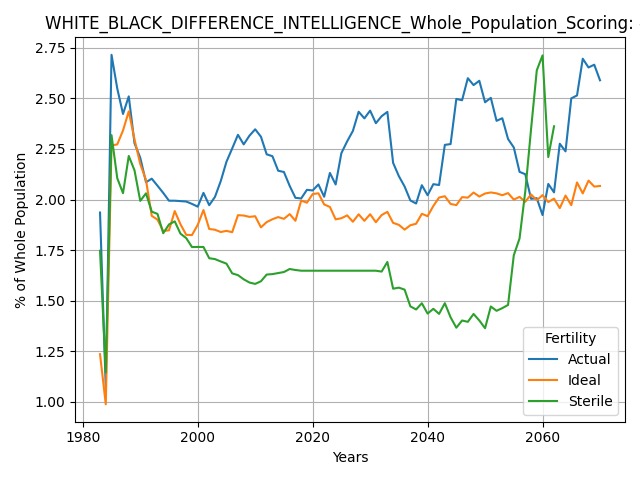 WHITE_BLACK_DIFFERENCE_INTELLIGENCE_Whole_Population_Scoring:
2.75
2.50
2.25
2.00
1.75
1.50
1.25
1.00
% of Whole Population
1980
2000
2020
2040
2060
Years
Fertility
Actual
Ideal
Sterile